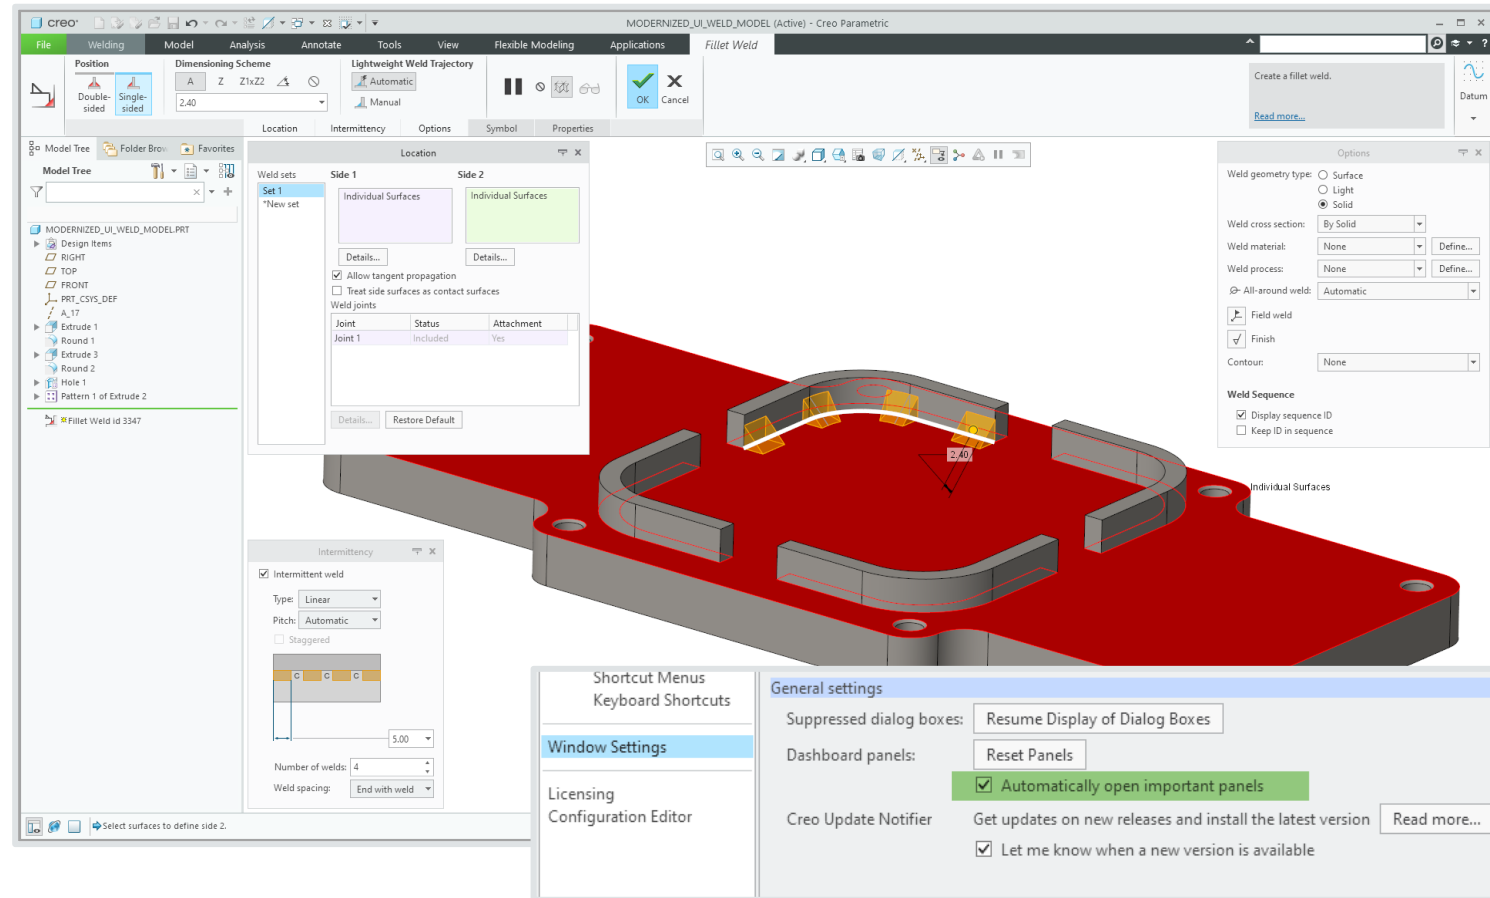 creo·
MODERNIZED_UI_WELD_MODEL (Active) - Creo Parametric
File Welding Model Analysis Annotate Tools View Flexible Modeling Applications Fillet Weld
Position Dimensioning Scheme Lightweight Weld Trajectory
A Z Z1xZ2 Automatic
Double-sided Single-sided
2.40 Manual
OK Cancel
Create a fillet weld.
Read more...
Datum
Location Intermittency Options Symbol Properties
Model Tree Folder Brow Favorites
Model Tree
MODERNIZED_UI_WELD_MODEL.PRT
Design Items
RIGHT
TOP
FRONT
PRT_CSYS_DEF
A_17
Extrude 1
Round 1
Extrude 3
Round 2
Hole 1
Pattern 1 of Extrude 2
Fillet Weld id 3347
Location
Weld sets Side 1 Side 2
Set 1
*New set
Individual Surfaces Individual Surfaces
Details... Details...
Allow tangent propagation
Treat side surfaces as contact surfaces
Weld joints
Joint Status Attachment
Joint 1 Included Yes
Details... Restore Default
Options
Weld geometry type: Surface
Light
Solid
Weld cross section: By Solid
Weld material: None Define...
Weld process: None Define...
All-around weld: Automatic
Field weld
Finish
Contour: None
Weld Sequence
Display sequence ID
Keep ID in sequence
2.40
Individual Surfaces
Intermittency
Intermittent weld
Type: Linear
Pitch: Automatic
Staggered
C C C
5.00
Number of welds: 4
Weld spacing: End with weld
Select surfaces to define side 2.
Shortcut Menus
Keyboard Shortcuts
Window Settings
Licensing
Configuration Editor
General settings
Suppressed dialog boxes: Resume Display of Dialog Boxes
Dashboard panels: Reset Panels
Automatically open important panels
Creo Update Notifier Get updates on new releases and install the latest version Read more...
Let me know when a new version is available